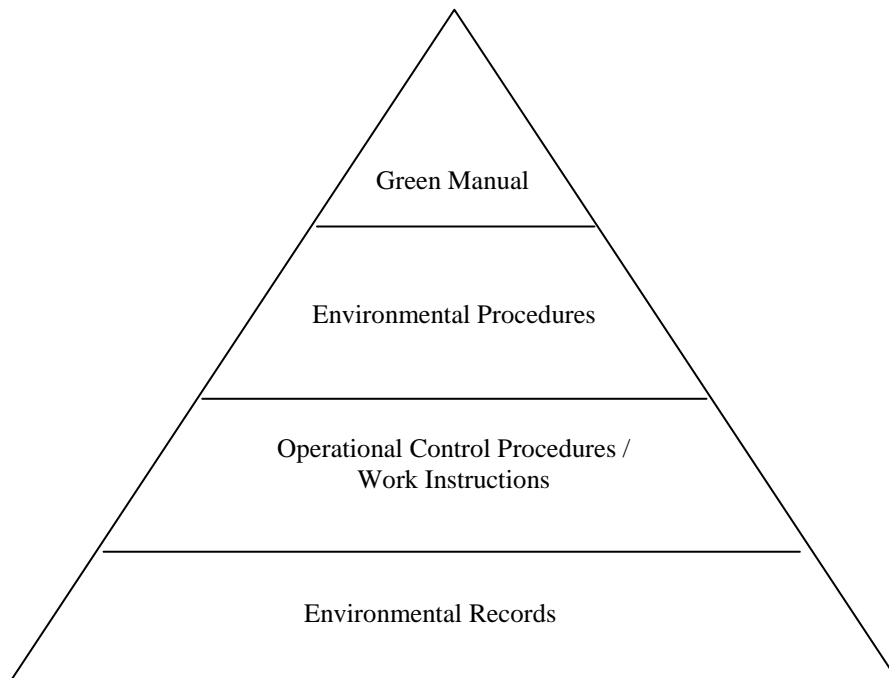 Green Manual
Environmental Procedures
Operational Control Procedures /
Work Instructions
Environmental Records